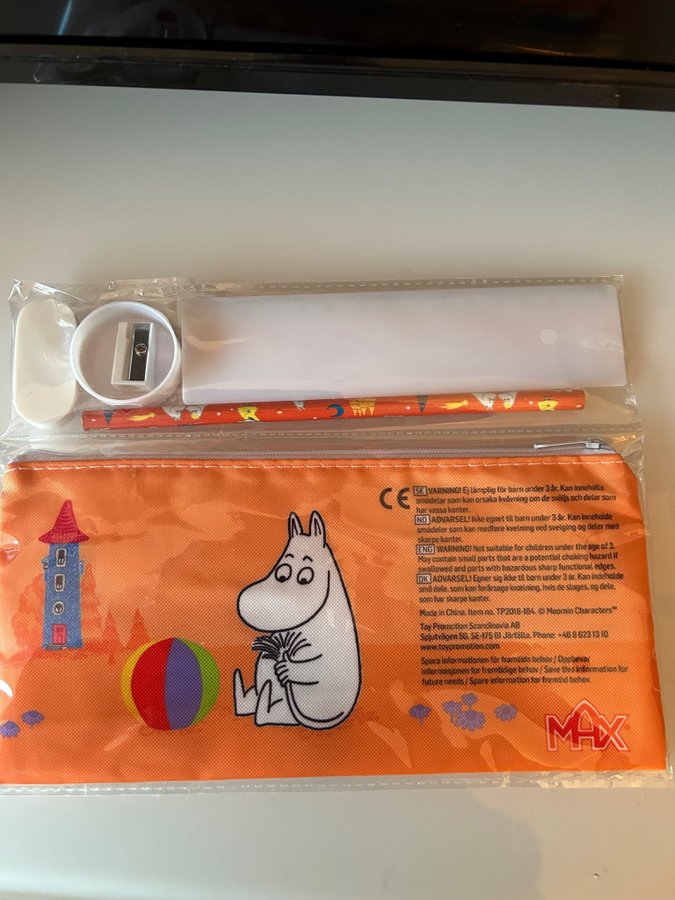 CE
SE VARNING! Ej lämplig för barn under 3 år. Kan innehålla
smådelar som kan orsaka kvävning om de sväljs och delar som
har vassa kanter.
NO ADVARSEL! Ikke egnet til barn under 3 år. Kan inneholde
smådeler som kan medføre kvelning ved svelging og deler med
skarpe kanter.
ENG WARNING! Not suitable for children under the age of 3.
May contain small parts that are a potential choking hazard if
swallowed and parts with hazardous sharp functional edges.
DK ADVARSEL! Egner sig ikke til barn under 3 år. Kan indeholde
små dele, som kan forårsage kvælning, hvis de sluges, og dele,
som har skarpe kanter.
Made in China. Item no. TP2018-184. © Moomin Characters™
Toy Promotion Scandinavia AB
Spjutvägen 5D, SE-175 61 Järfälla. Phone: +46 8 623 13 10
www.toypromotion.com
Spara informationen för framtida behov / Oppbevar
informasjonen for fremtidige behov / Save this information for
future needs / Spare information for fremtid behov.
MAX